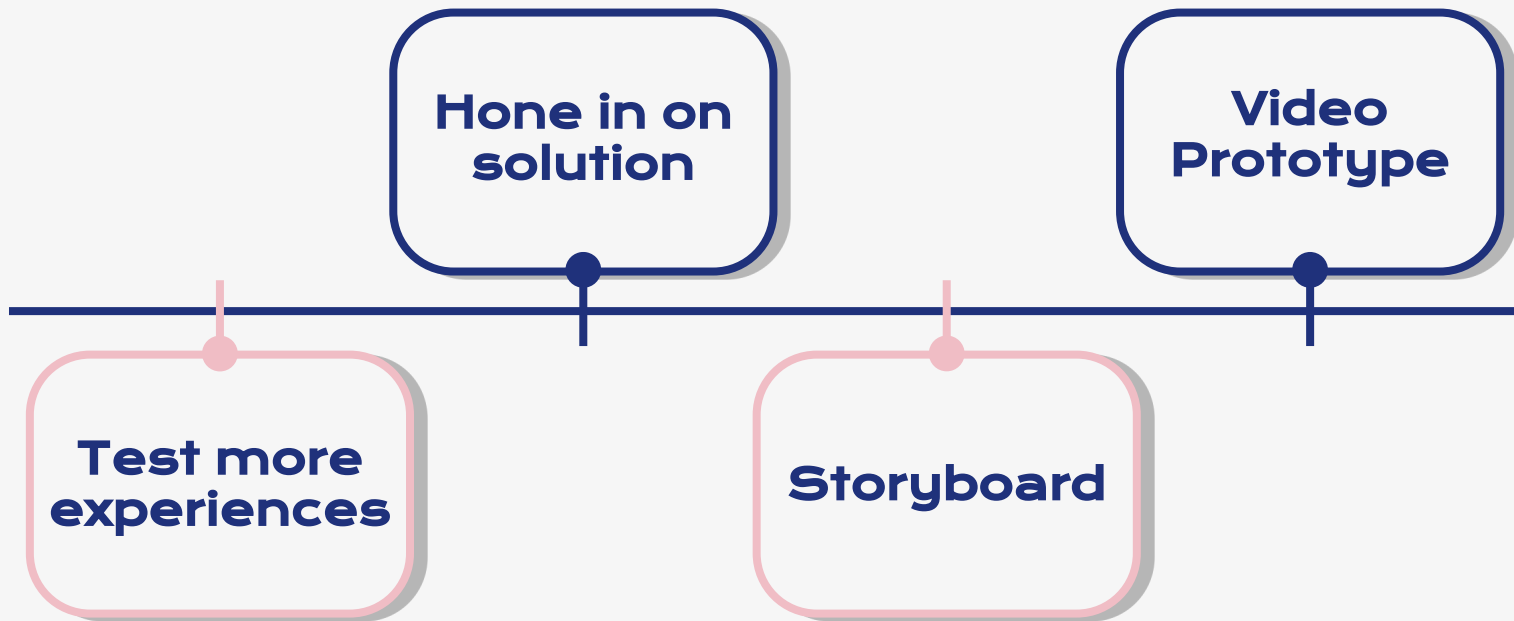 Test more
experiences
Hone in on
solution
Storyboard
Video
Prototype